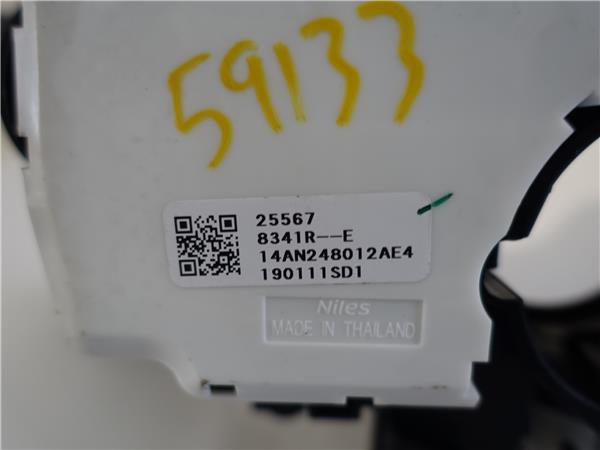 59133
25567
8341R--E
14AN248012AE4
190111SD1
Niles
MADE IN THAILAND